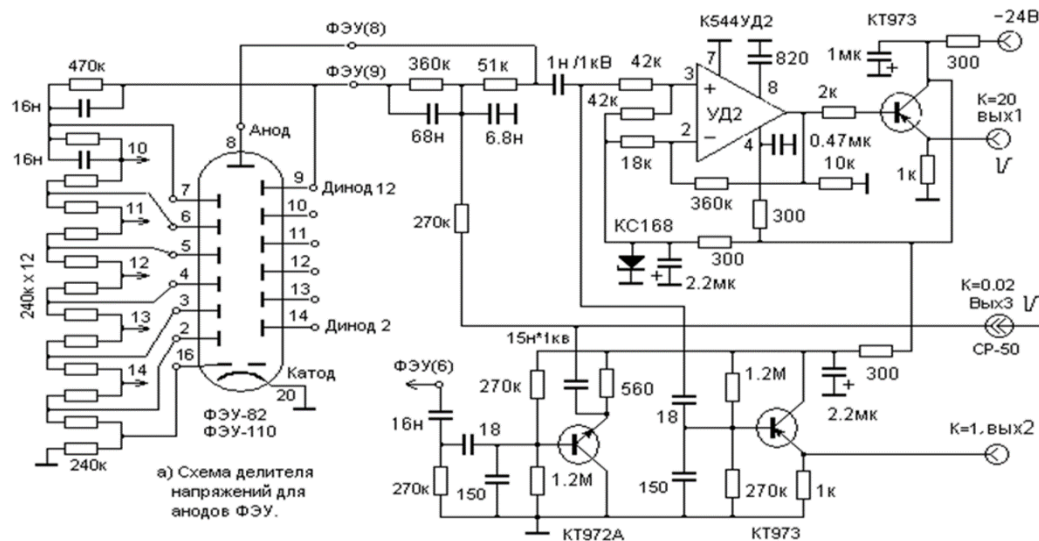 ФЭУ(8)
ФЭУ(9)
470к
16н
16н
10
11
12
13
14
240к x 12
240к
Анод
8
7
6
5
4
3
2
16
9
10
11
12
13
14
Динод 12
Динод 2
Катод
20
ФЭУ-82
ФЭУ-110
а) Схема делителя
напряжений для
анодов ФЭУ.
360к
51к
68н
6.8н
270к
1н /1кВ
42к
42к
18к
К544УД2
7
3
+
УД2
2
−
8
4
820
2к
0.47мк
10к
360к
300
КС168
300
+
2.2мк
КТ973
1мк
+
−24В
300
К=20
вых1
1к
К=0.02
Вых3
СР-50
15н*1кв
ФЭУ(6)
16н
270к
18
150
270к
560
1.2М
КТ972А
18
150
1.2М
270к
1к
КТ973
+
2.2мк
300
К=1, вых2